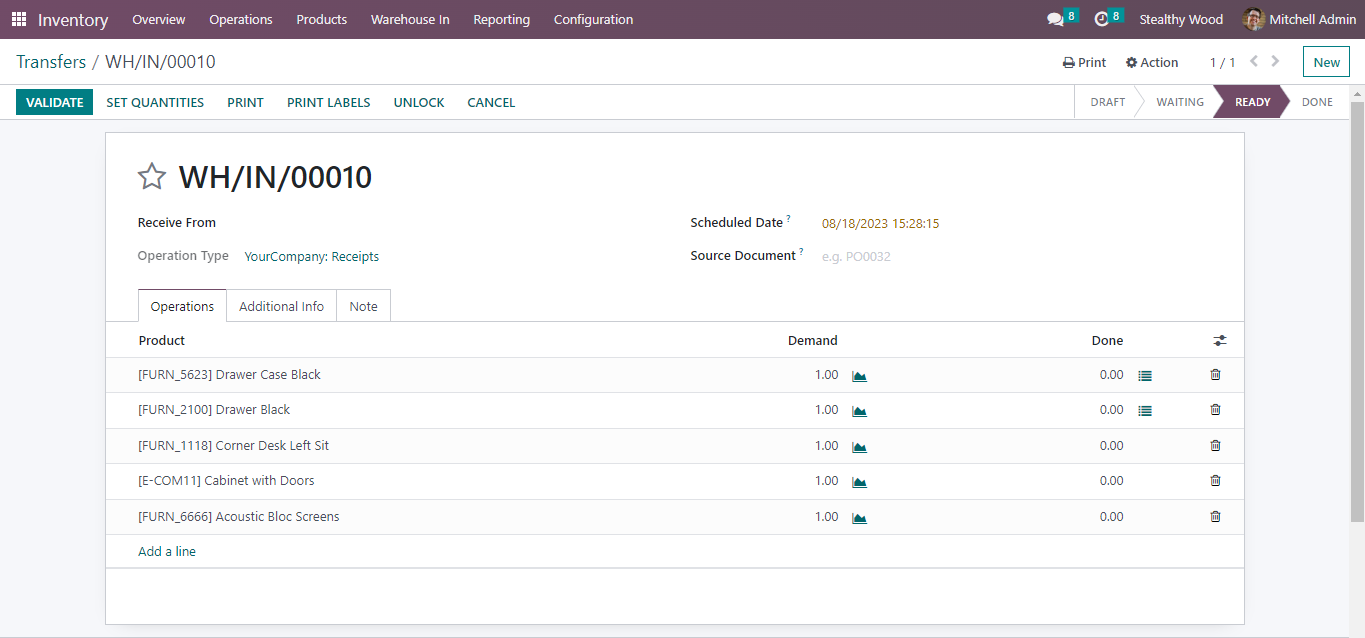 Inventory Overview Operations Products Warehouse In Reporting Configuration 8 8 Stealthy Wood Mitchell Admin
Transfers / WH/IN/00010 Print Action 1 / 1 New
VALIDATE SET QUANTITIES PRINT PRINT LABELS UNLOCK CANCEL DRAFT WAITING READY DONE
WH/IN/00010
Receive From Scheduled Date ? 08/18/2023 15:28:15
Operation Type YourCompany: Receipts Source Document ? e.g. PO0032
Operations Additional Info Note
Product Demand Done
[FURN_5623] Drawer Case Black 1.00 0.00
[FURN_2100] Drawer Black 1.00 0.00
[FURN_1118] Corner Desk Left Sit 1.00 0.00
[E-COM11] Cabinet with Doors 1.00 0.00
[FURN_6666] Acoustic Bloc Screens 1.00 0.00
Add a line